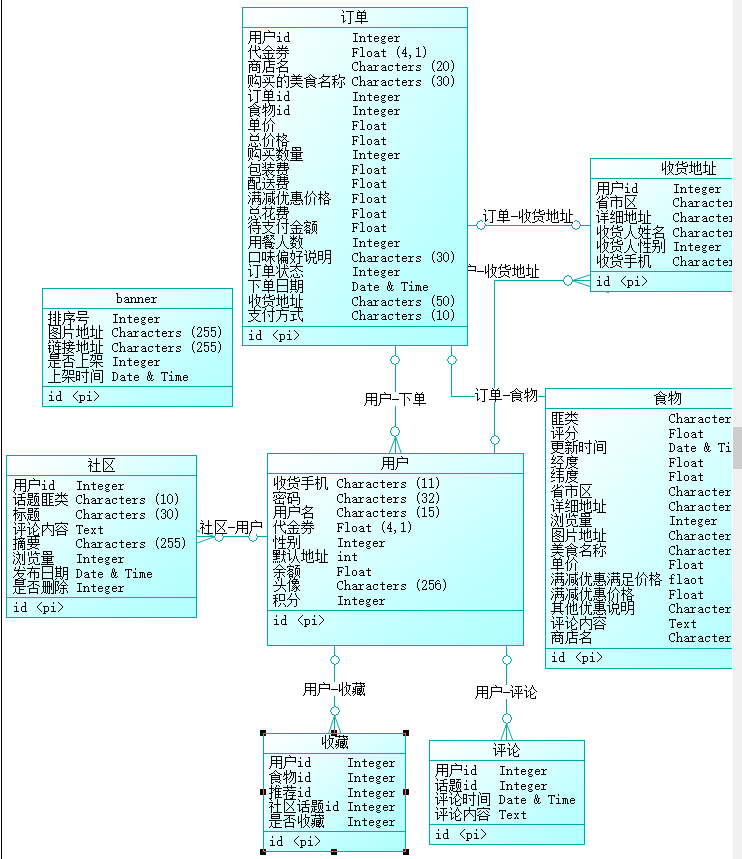 订单
用户id Integer
代金券 Float (4,1)
商店名 Characters (20)
购买的美食名称 Characters (30)
订单id Integer
食物id Integer
单价 Float
总价格 Float
购买数量 Integer
包装费 Float
配送费 Float
满减优惠价格 Float
总花费 Float
待支付金额 Float
用餐人数 Integer
口味偏好说明 Characters (30)
订单状态 Integer
下单日期 Date & Time
收货地址 Characters (50)
支付方式 Characters (10)
id <pi>
订单-收货地址
户-收货地址
收货地址
用户id Integer
省市区 Character
详细地址 Character
收货人姓名 Character
收货人性别 Integer
收货手机 Character
id <pi>
banner
排序号 Integer
图片地址 Characters (255)
链接地址 Characters (255)
是否上架 Integer
上架时间 Date & Time
id <pi>
用户-下单
订单-食物
食物
匨类 Character
评分 Float
更新时间 Date & Ti
经度 Float
纬度 Float
省市区 Character
详细地址 Character
浏览量 Integer
图片地址 Character
美食名称 Character
单价 Float
满减优惠满足价格 flaot
满减优惠价格 Float
其他优惠说明 Character
评论内容 Text
商店名 Character
id <pi>
社区
用户id Integer
话题匨类 Characters (10)
标题 Characters (30)
评论内容 Text
摘要 Characters (255)
浏览量 Integer
发布日期 Date & Time
是否删除 Integer
id <pi>
社区-用户
用户
收货手机 Characters (11)
密码 Characters (32)
用户名 Characters (15)
代金券 Float (4,1)
性别 Integer
默认地址 int
余额 Float
头像 Characters (256)
积分 Integer
id <pi>
用户-收藏
用户-评论
收藏
用户id Integer
食物id Integer
推荐id Integer
社区话题id Integer
是否收藏 Integer
id <pi>
评论
用户id Integer
话题id Integer
评论时间 Date & Time
评论内容 Text
id <pi>